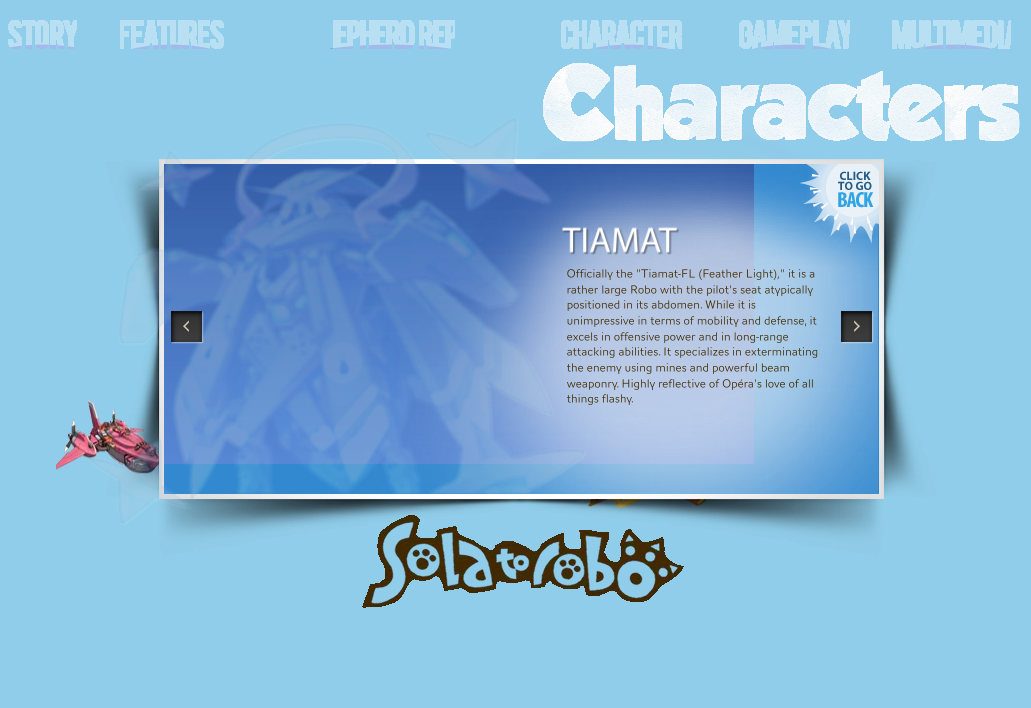 STORY FEATURES EPHERD REP CHARACTER GAMEPLAY MULTIMEDIA
Characters
CLICK
TO GO
BACK
TIAMAT
Officially the "Tiamat-FL (Feather Light)," it is a
rather large Robo with the pilot's seat atypically
positioned in its abdomen. While it is
unimpressive in terms of mobility and defense, it
excels in offensive power and in long-range
attacking abilities. It specializes in exterminating
the enemy using mines and powerful beam
weaponry. Highly reflective of Opéra's love of all
things flashy.
Solatorobo